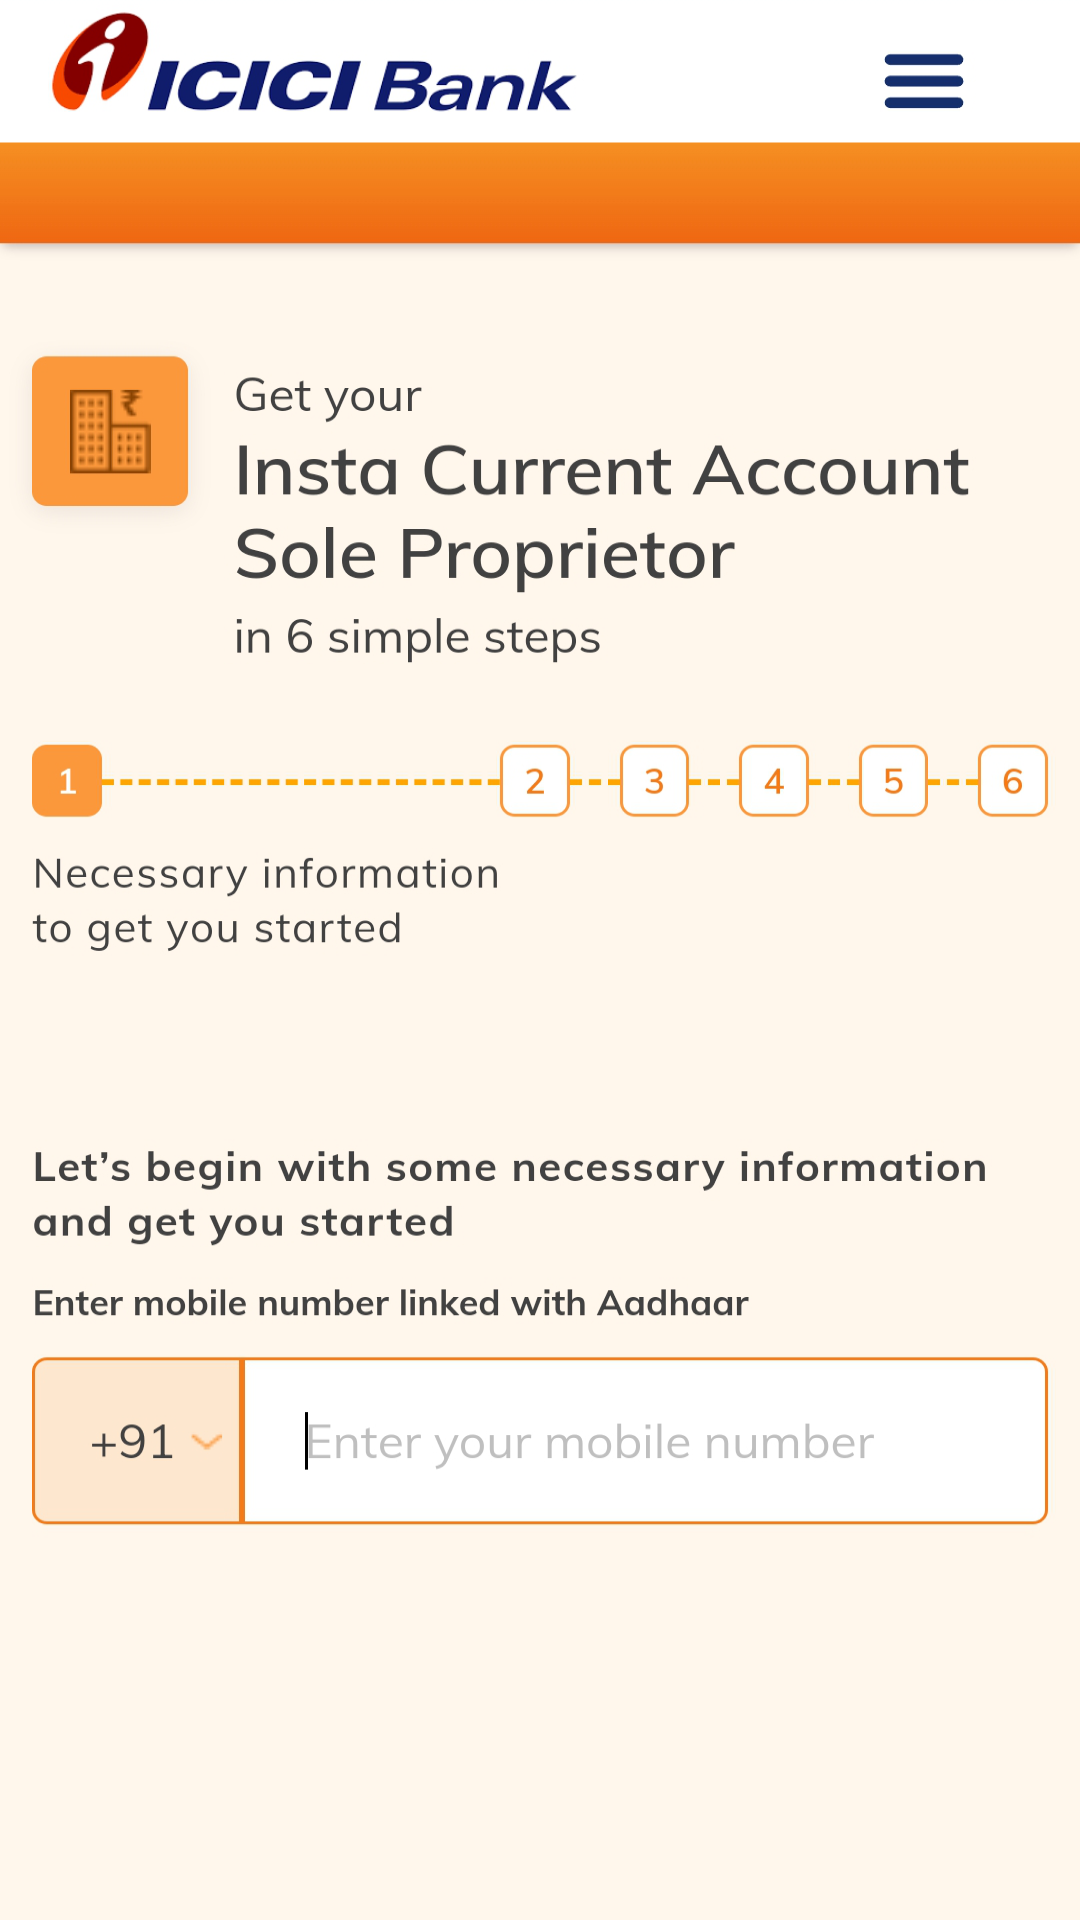 ICICI Bank
Get your
Insta Current Account
Sole Proprietor
in 6 simple steps
1 2 3 4 5 6
Necessary information
to get you started
Let’s begin with some necessary information
and get you started
Enter mobile number linked with Aadhaar
+91 Enter your mobile number